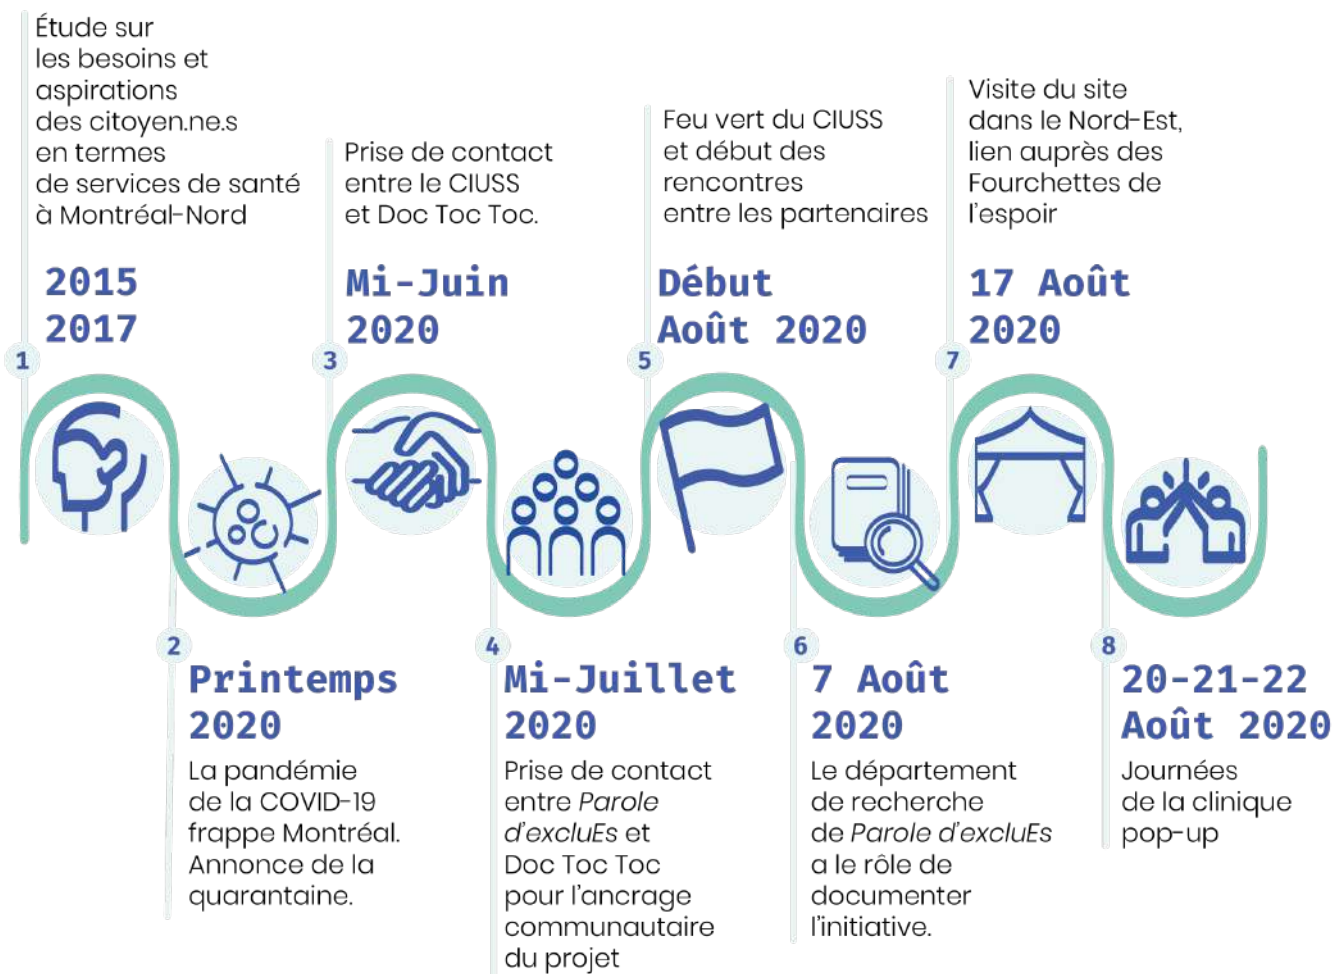 Étude sur
les besoins et
aspirations
des citoyen.ne.s
en termes
de services de santé
à Montréal-Nord
2015
2017
1
2
Printemps
2020
La pandémie
de la COVID-19
frappe Montréal.
Annonce de la
quarantaine.
Prise de contact
entre le CIUSS
et Doc Toc Toc.
Mi-Juin
2020
3
4
Mi-Juillet
2020
Prise de contact
entre Parole
d'excluEs et
Doc Toc Toc
pour l'ancrage
communautaire
du projet
Feu vert du CIUSS
et début des
rencontres
entre les partenaires
Début
Août 2020
5
6
7 Août
2020
Le département
de recherche
de Parole d'excluEs
a le rôle de
documenter
l'initiative.
Visite du site
dans le Nord-Est,
lien auprès des
Fourchettes de
l'espoir
17 Août
2020
7
8
20-21-22
Août 2020
Journées
de la clinique
pop-up